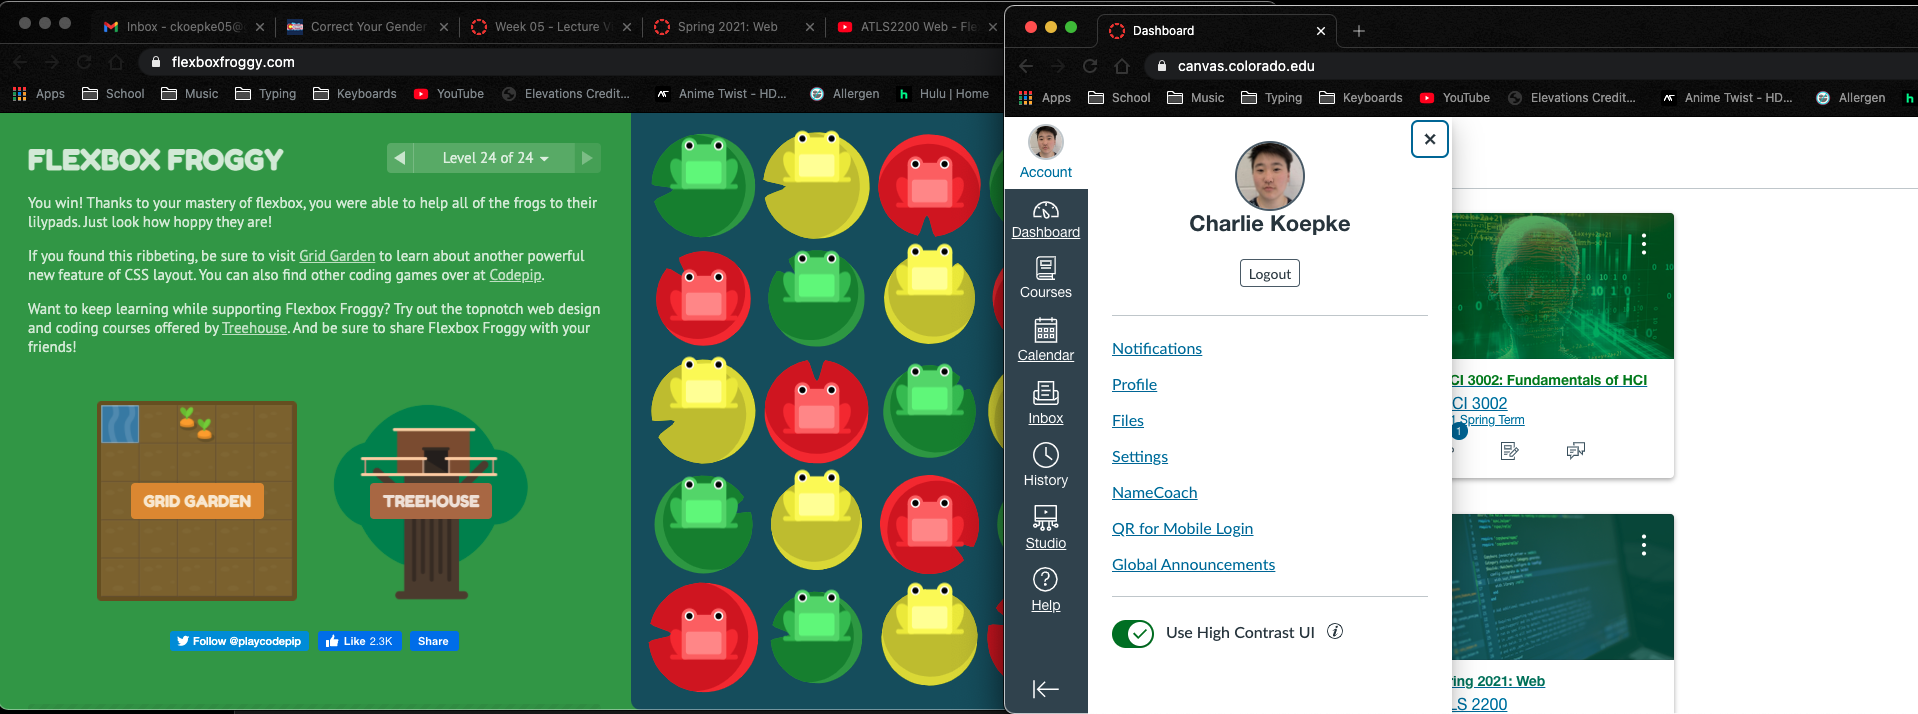 Inbox - ckoepke05@
Correct Your Gender
Week 05 - Lecture V
Spring 2021: Web
ATLS2200 Web - Fle
flexboxfroggy.com
Apps
School
Music
Typing
Keyboards
YouTube
Elevations Credit...
Anime Twist - HD...
Allergen
Hulu | Home
FLEXBOX FROGGY
Level 24 of 24
You win! Thanks to your mastery of flexbox, you were able to help all of the frogs to their
lilypads. Just look how hoppy they are!
If you found this ribbeting, be sure to visit Grid Garden to learn about another powerful
new feature of CSS layout. You can also find other coding games over at Codepip.
Want to keep learning while supporting Flexbox Froggy? Try out the topnotch web design
and coding courses offered by Treehouse. And be sure to share Flexbox Froggy with your
friends!
GRID GARDEN
TREEHOUSE
Follow @playcodepip
Like 2.3K
Share
Dashboard
canvas.colorado.edu
Apps
School
Music
Typing
Keyboards
YouTube
Elevations Credit...
Anime Twist - HD...
Allergen
Account
Dashboard
Courses
Calendar
Inbox
History
Studio
Help
Charlie Koepke
Logout
Notifications
Profile
Files
Settings
NameCoach
QR for Mobile Login
Global Announcements
Use High Contrast UI
CI 3002: Fundamentals of HCI
CI 3002
1 Spring Term
1
ing 2021: Web
LS 2200